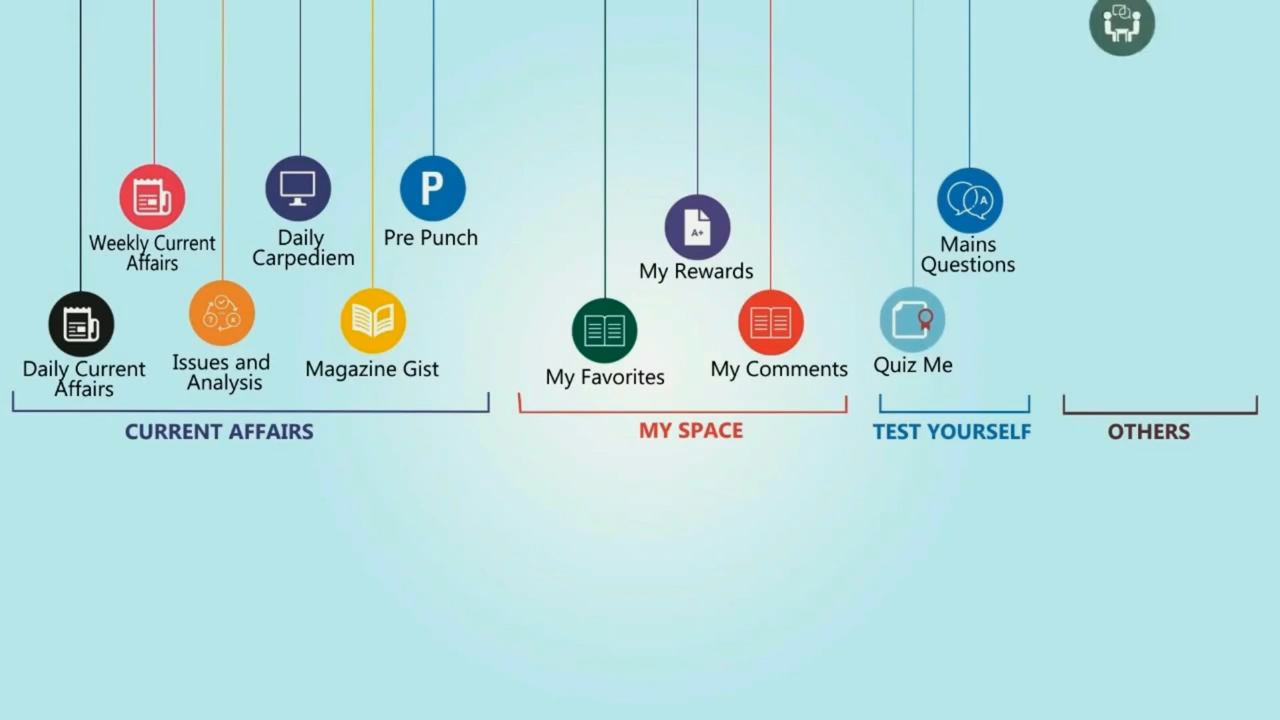 Weekly Current
Affairs
Daily
Carpediem
P
Pre Punch
Daily Current
Affairs
Issues and
Analysis
Magazine Gist
CURRENT AFFAIRS
A+
My Rewards
My Favorites
My Comments
MY SPACE
A
Mains
Questions
Quiz Me
TEST YOURSELF
OTHERS